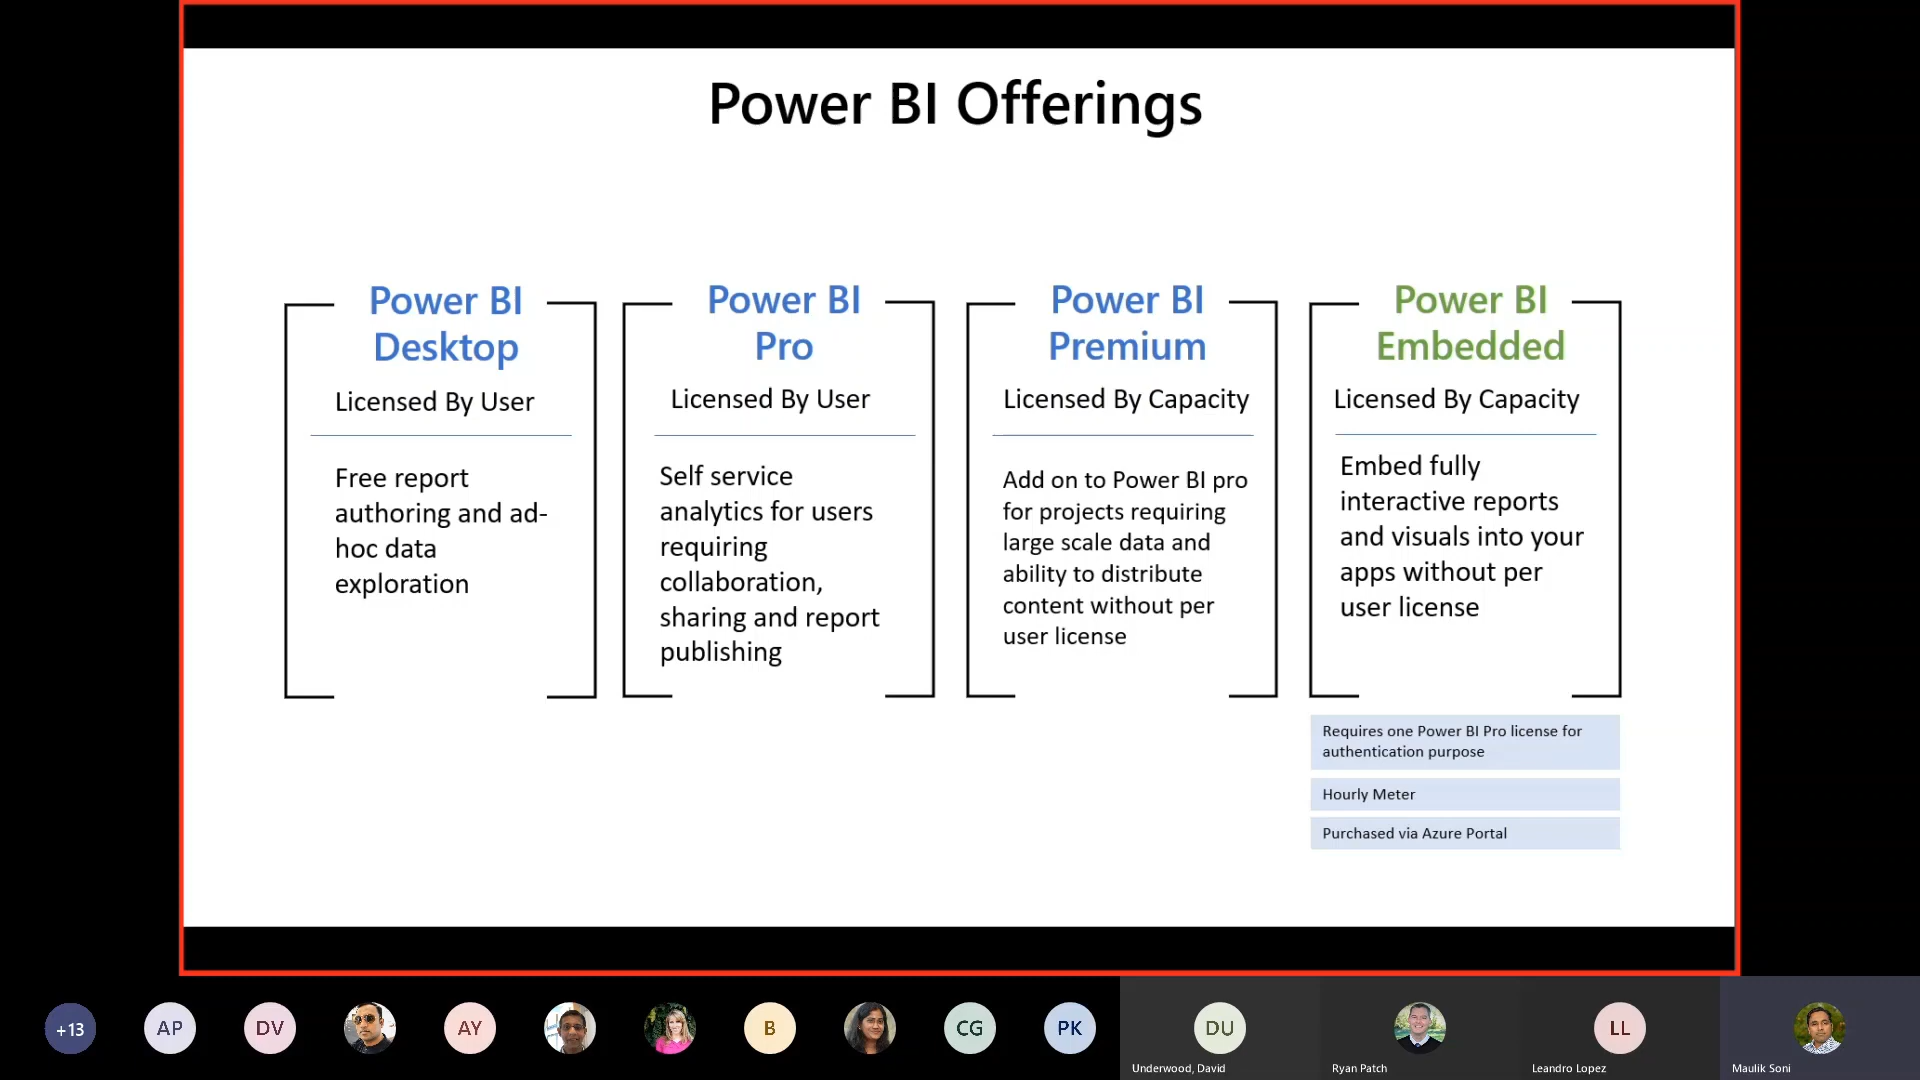 Power BI Offerings
Power BI
Desktop
Licensed By User
Free report
authoring and ad-
hoc data
exploration
Power BI
Pro
Licensed By User
Self service
analytics for users
requiring
collaboration,
sharing and report
publishing
Power BI
Premium
Licensed By Capacity
Add on to Power BI pro
for projects requiring
large scale data and
ability to distribute
content without per
user license
Power BI
Embedded
Licensed By Capacity
Embed fully
interactive reports
and visuals into your
apps without per
user license
Requires one Power BI Pro license for
authentication purpose
Hourly Meter
Purchased via Azure Portal
+13
AP
DV
AY
B
CG
PK
DU
LL
Underwood, David
Ryan Patch
Leandro Lopez
Maulik Soni